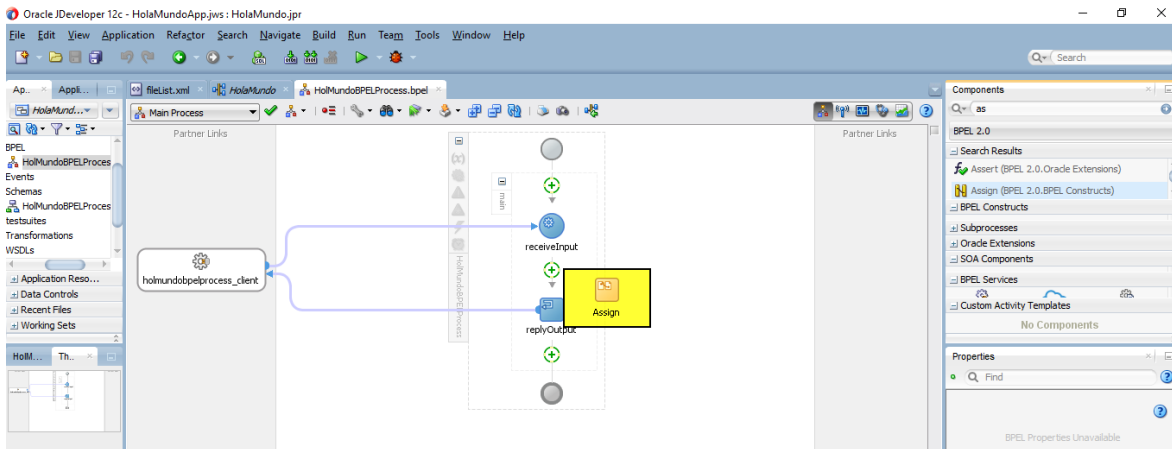 Oracle JDeveloper 12c - HolaMundoApp.jws : HolaMundo.jpr
File Edit View Application Refactor Search Navigate Build Run Team Tools Window Help
Search
Ap.. Appli...
fileList.xml HolaMundo HolMundoBPELProcess.bpel
Components
HolaMund...
Main Process
as
Partner Links
Partner Links
BPEL 2.0
BPEL
HolMundoBPELProces
Events
Schemas
HolMundoBPELProces
testsuites
Transformations
WSDLs
Application Reso...
Data Controls
Recent Files
Working Sets
HolM... Th..
holmundobpelprocess_client
(x)
HolMundoBPELProcess
main
receiveInput
replyOutput
Assign
Search Results
Assert (BPEL 2.0.Oracle Extensions)
Assign (BPEL 2.0.BPEL Constructs)
BPEL Constructs
Subprocesses
Oracle Extensions
SOA Components
BPEL Services
Custom Activity Templates
No Components
Properties
Find
BPEL Properties Unavailable